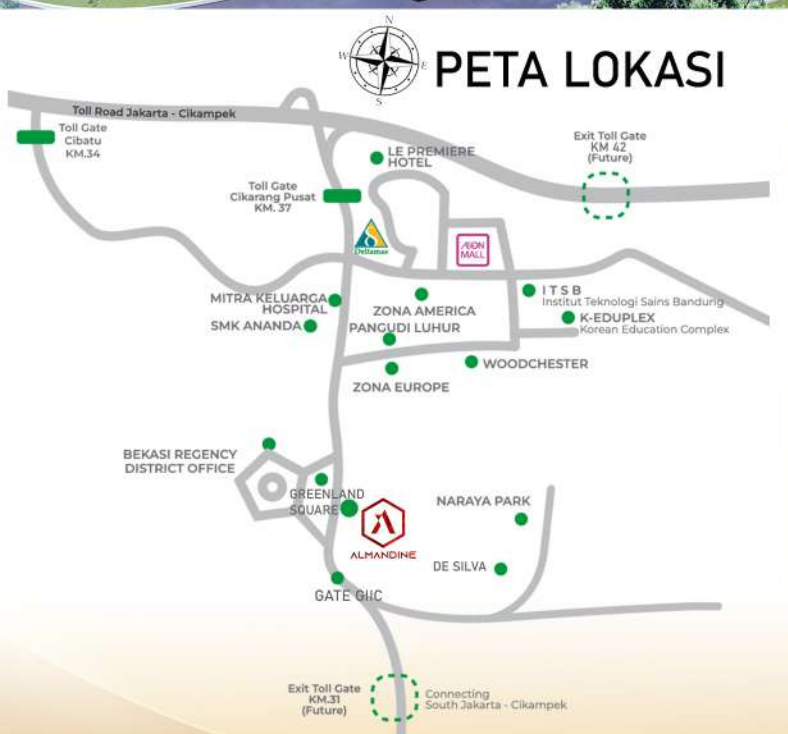 N
W
E
S
PETA LOKASI
Toll Road Jakarta - Cikampek
Toll Gate
Cibatu
KM.34
Exit Toll Gate
KM 42
(Future)
LE PREMIERE
HOTEL
Toll Gate
Cikarang Pusat
KM. 37
Deltamas
ÆON
MALL
MITRA KELUARGA
HOSPITAL
ZONA AMERICA
I T S B
Institut Teknologi Sains Bandung
SMK ANANDA
PANGUDI LUHUR
K-EDUPLEX
Korean Education Complex
WOODCHESTER
ZONA EUROPE
BEKASI REGENCY
DISTRICT OFFICE
GREENLAND
SQUARE
ALMANDINE
NARAYA PARK
DE SILVA
GATE GIIC
Exit Toll Gate
KM.31
(Future)
Connecting
South Jakarta - Cikampek